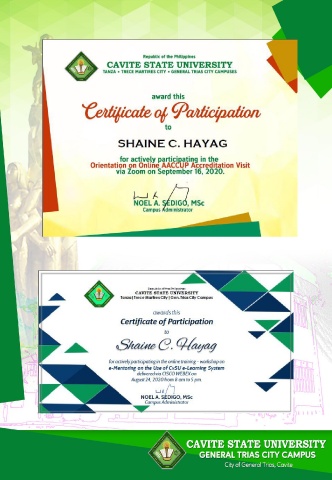 Republic of the Philippines
CAVITE STATE UNIVERSITY
TANZA • TRECE MARTIRES CITY • GENERAL TRIAS CITY CAMPUSES
award this
Certificate of Participation
to
SHAINE C. HAYAG
for actively participating in the
Orientation on Online AACCUP Accreditation Visit
via Zoom on September 16, 2020.
NOEL A. SEDIGO, MSc
Campus Administrator
Republic of the Philippines
CAVITE STATE UNIVERSITY
Tanza | Trece Martires City | Gen. Trias City Campus
awards this
Certificate of Participation
to
Shaine C. Hayag
for actively participating in the online training - workshop on
e-Mentoring on the Use of CvSU e-Learning System
delivered via CISCO WEBEX on
August 24, 2020 from 8 am to 5 pm.
NOEL A. SEDIGO, MSc
Campus Administrator
CAVITE STATE UNIVERSITY
GENERAL TRIAS CITY CAMPUS
City of General Trias, Cavite